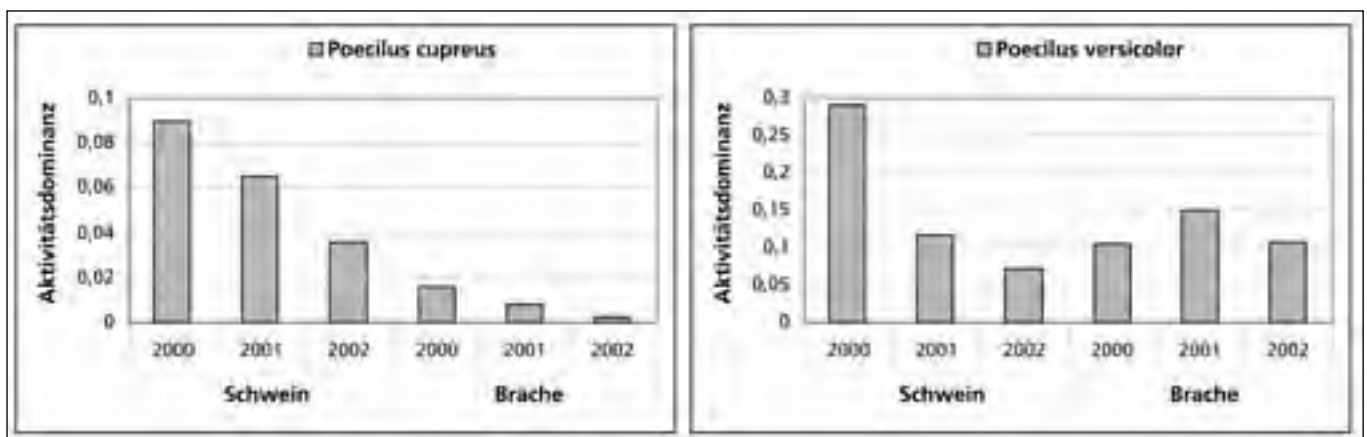 Poecilus cupreus
Aktivitätsdominanz
0,1
0,08
0,06
0,04
0,02
0
2000 2001 2002 2000 2001 2002
Schwein Brache
Poecilus versicolor
Aktivitätsdominanz
0,3
0,25
0,2
0,15
0,1
0,05
0
2000 2001 2002 2000 2001 2002
Schwein Brache